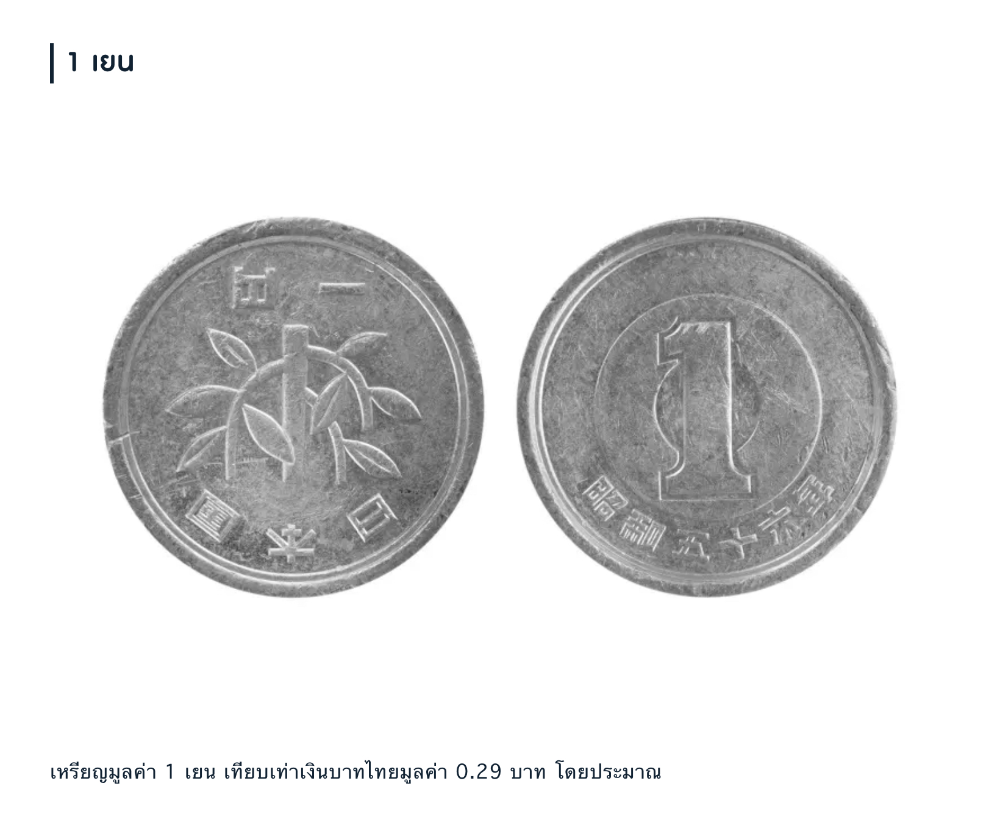 1 เยน
一 円
日 本 國
1
昭和五十六年
เหรียญมูลค่า 1 เยน เทียบเท่าเงินบาทไทยมูลค่า 0.29 บาท โดยประมาณ